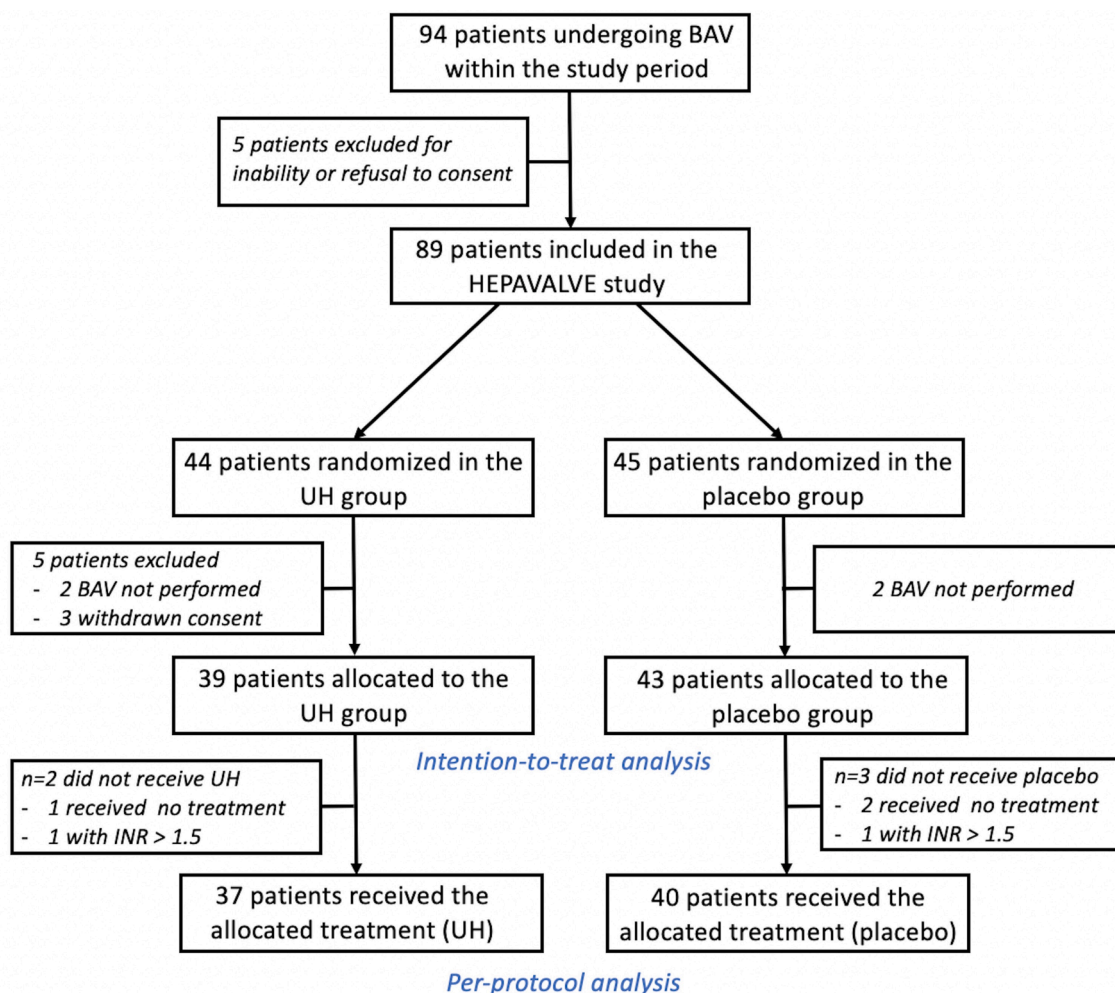 94 patients undergoing BAV
within the study period
5 patients excluded for
inability or refusal to consent
89 patients included in the
HEPAVALVE study
44 patients randomized in the
UH group
45 patients randomized in the
placebo group
5 patients excluded
- 2 BAV not performed
- 3 withdrawn consent
2 BAV not performed
39 patients allocated to the
UH group
43 patients allocated to the
placebo group
Intention-to-treat analysis
n=2 did not receive UH
- 1 received no treatment
- 1 with INR > 1.5
n=3 did not receive placebo
- 2 received no treatment
- 1 with INR > 1.5
37 patients received the
allocated treatment (UH)
40 patients received the
allocated treatment (placebo)
Per-protocol analysis